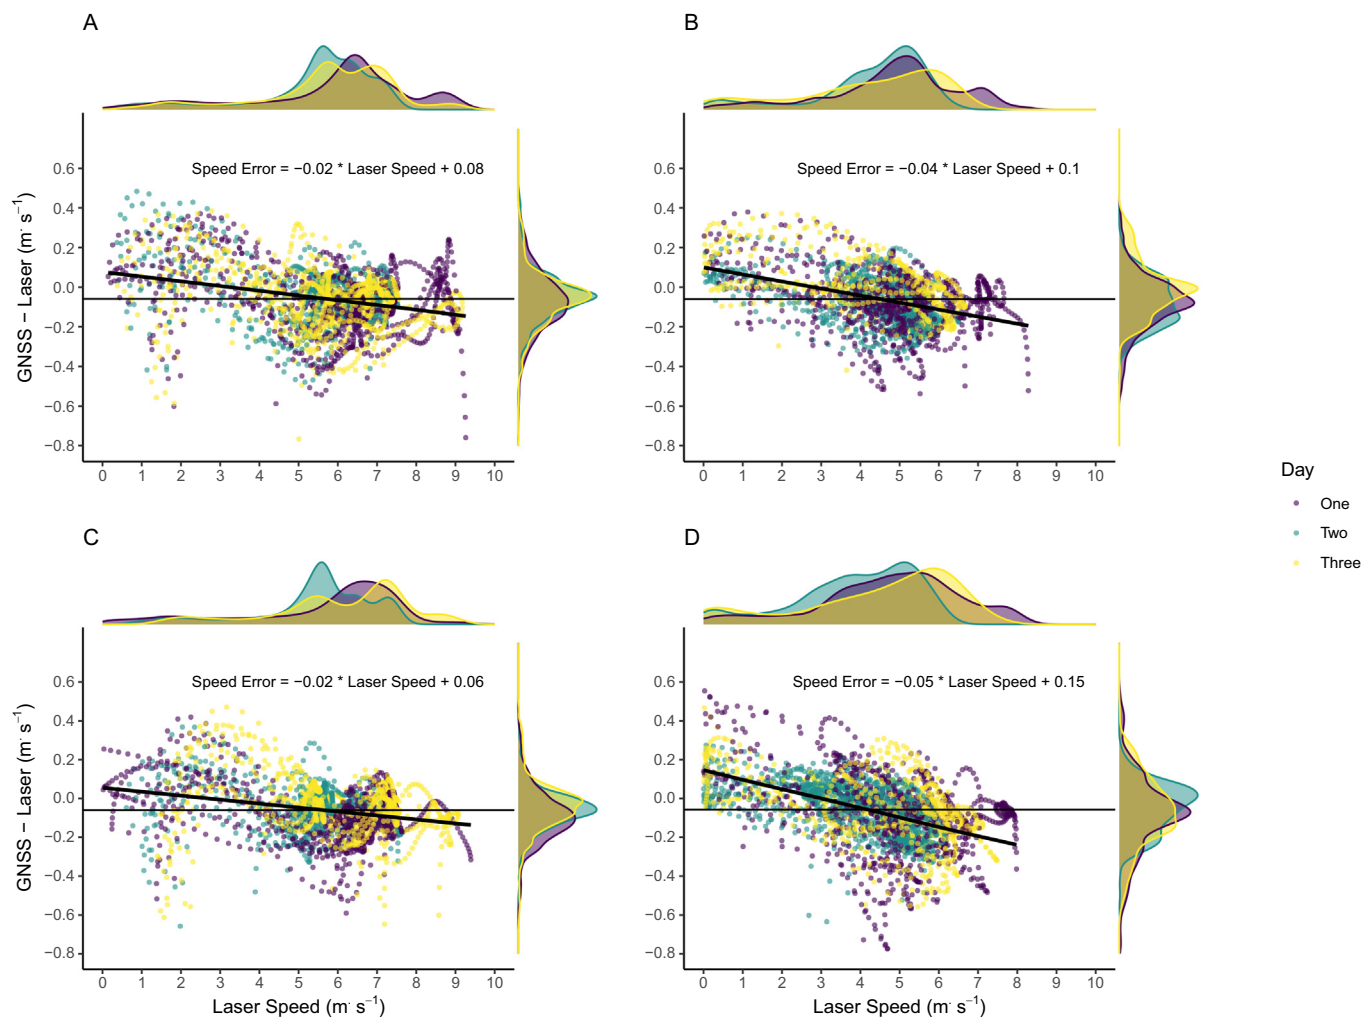 A
B
Speed Error = −0.02 * Laser Speed + 0.08
Speed Error = −0.04 * Laser Speed + 0.1
GNSS − Laser (m· s⁻¹)
0.6
0.4
0.2
0.0
−0.2
−0.4
−0.6
−0.8
0 1 2 3 4 5 6 7 8 9 10
0.6
0.4
0.2
0.0
−0.2
−0.4
−0.6
−0.8
0 1 2 3 4 5 6 7 8 9 10
Day
One
Two
Three
C
D
Speed Error = −0.02 * Laser Speed + 0.06
Speed Error = −0.05 * Laser Speed + 0.15
GNSS − Laser (m· s⁻¹)
0.6
0.4
0.2
0.0
−0.2
−0.4
−0.6
−0.8
0 1 2 3 4 5 6 7 8 9 10
Laser Speed (m· s⁻¹)
0.6
0.4
0.2
0.0
−0.2
−0.4
−0.6
−0.8
0 1 2 3 4 5 6 7 8 9 10
Laser Speed (m· s⁻¹)